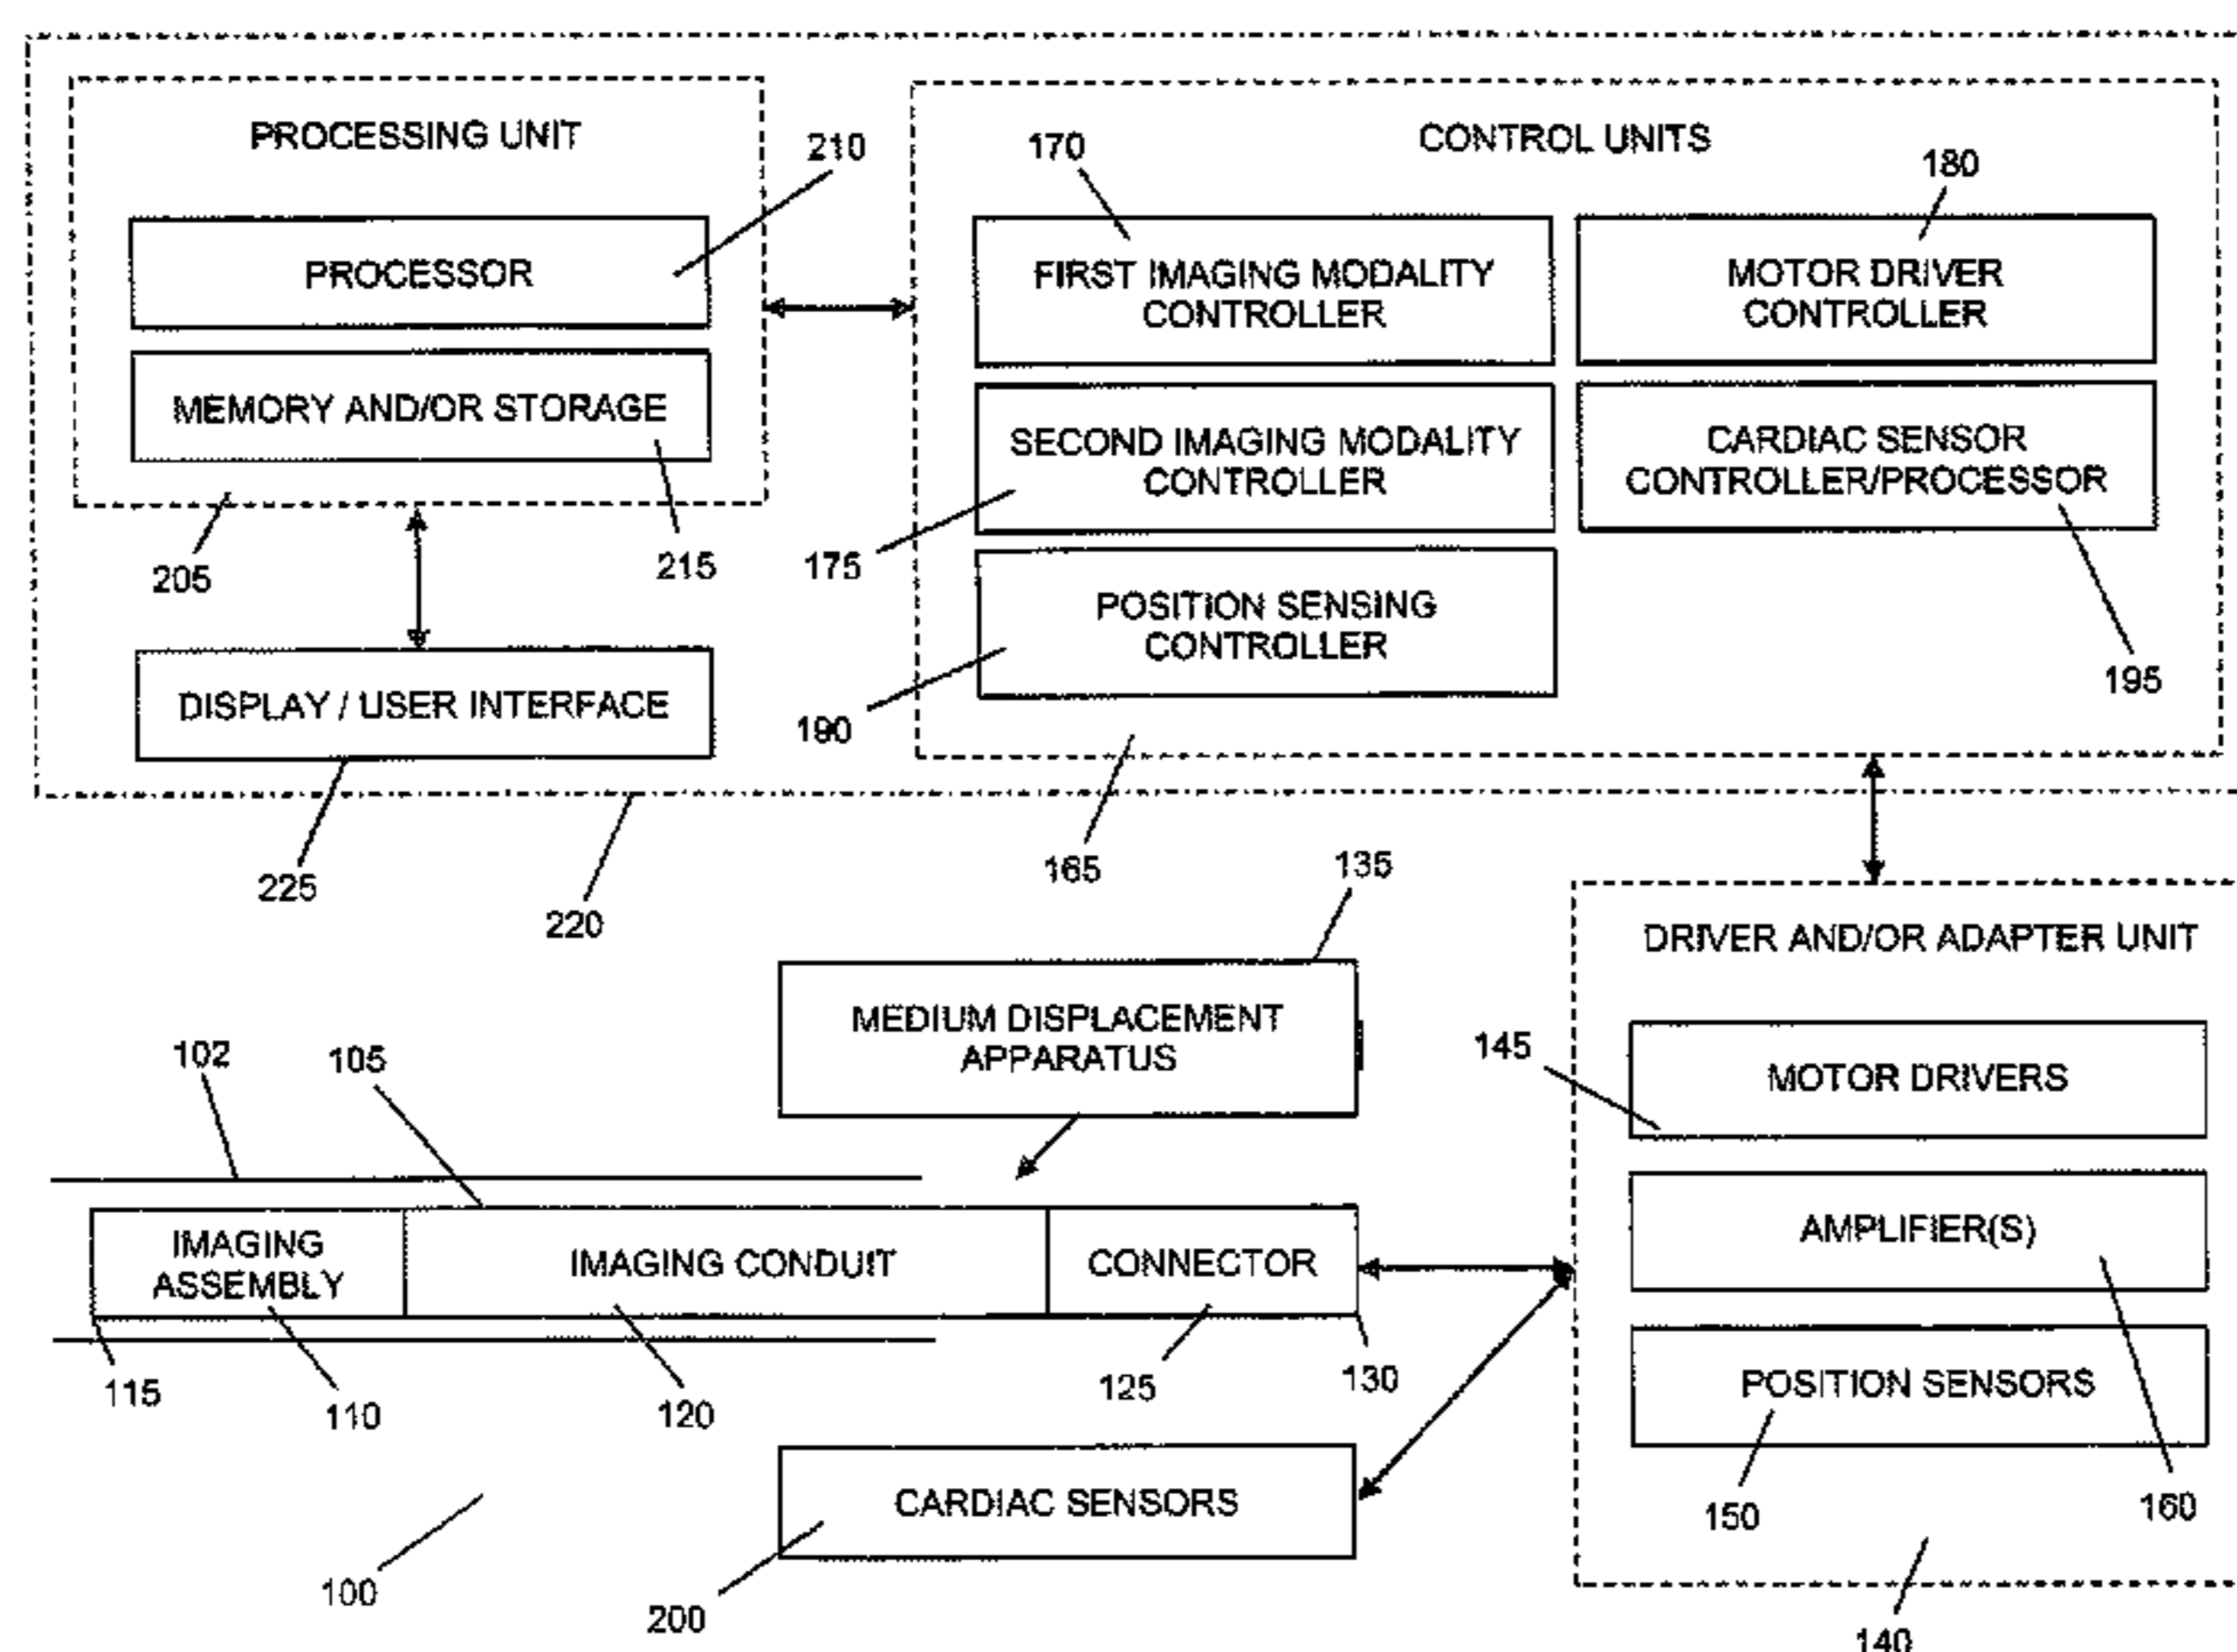 PROCESSING UNIT
210
PROCESSOR
MEMORY AND/OR STORAGE
205
215
DISPLAY / USER INTERFACE
225
220
CONTROL UNITS
170
180
FIRST IMAGING MODALITY
CONTROLLER
MOTOR DRIVER
CONTROLLER
SECOND IMAGING MODALITY
CONTROLLER
CARDIAC SENSOR
CONTROLLER/PROCESSOR
175
POSITION SENSING
CONTROLLER
190
195
165
135
MEDIUM DISPLACEMENT
APPARATUS
DRIVER AND/OR ADAPTER UNIT
145
MOTOR DRIVERS
AMPLIFIER(S)
POSITION SENSORS
150
160
140
102
105
IMAGING
ASSEMBLY
IMAGING CONDUIT
CONNECTOR
115
110
120
125
130
CARDIAC SENSORS
100
200